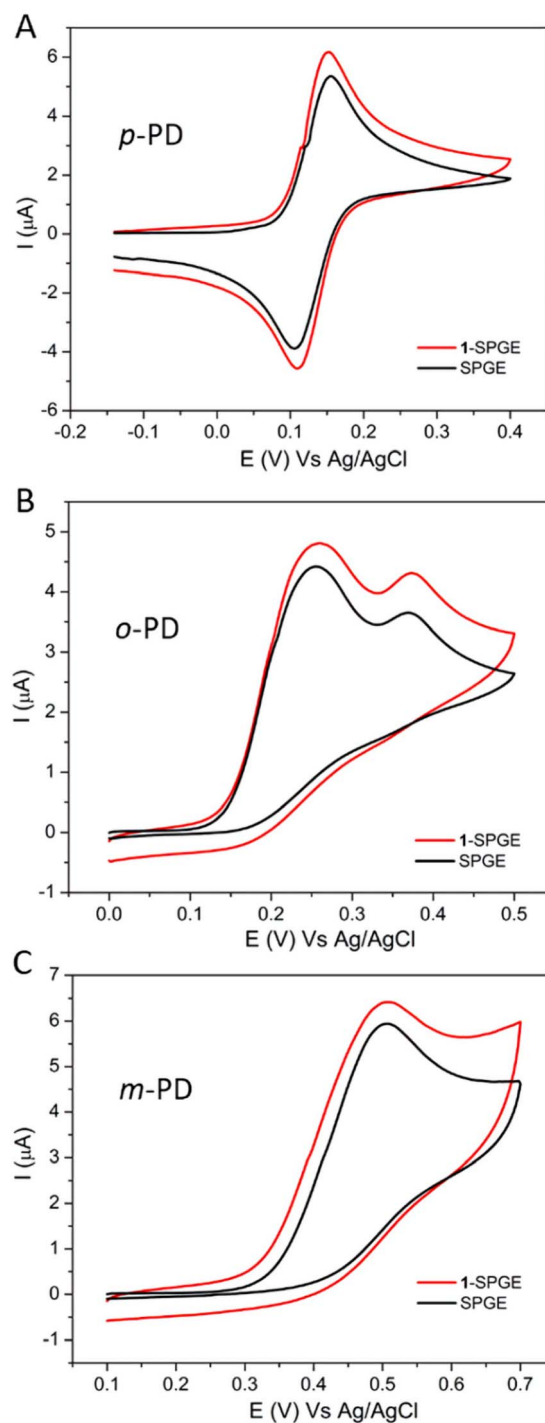 A
p-PD
I (μA)
6
4
2
0
-2
-4
-6
1-SPGE
SPGE
-0.2 -0.1 0.0 0.1 0.2 0.3 0.4
E (V) Vs Ag/AgCl
B
o-PD
I (μA)
5
4
3
2
1
0
-1
1-SPGE
SPGE
0.0 0.1 0.2 0.3 0.4 0.5
E (V) Vs Ag/AgCl
C
m-PD
I (μA)
7
6
5
4
3
2
1
0
-1
1-SPGE
SPGE
0.1 0.2 0.3 0.4 0.5 0.6 0.7
E (V) Vs Ag/AgCl